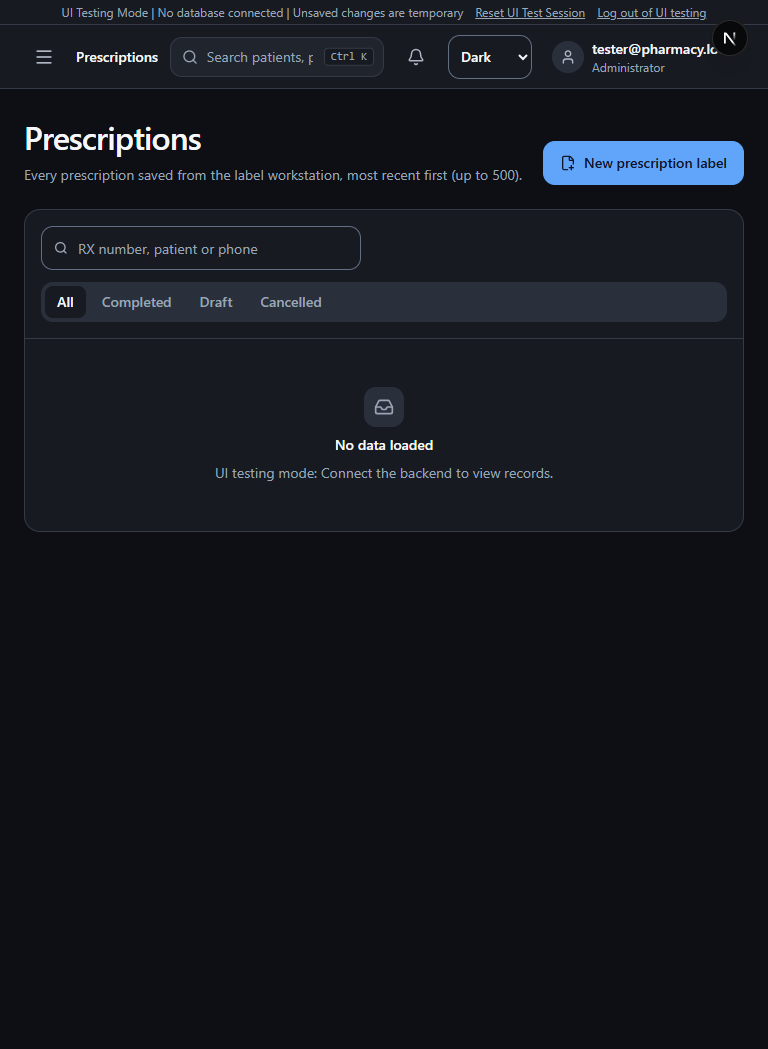 UI Testing Mode | No database connected | Unsaved changes are temporary Reset UI Test Session Log out of UI testing
Prescriptions
Search patients, p
Ctrl K
Dark
tester@pharmacy.lo
Administrator
N
Prescriptions
Every prescription saved from the label workstation, most recent first (up to 500).
New prescription label
RX number, patient or phone
All Completed Draft Cancelled
No data loaded
UI testing mode: Connect the backend to view records.